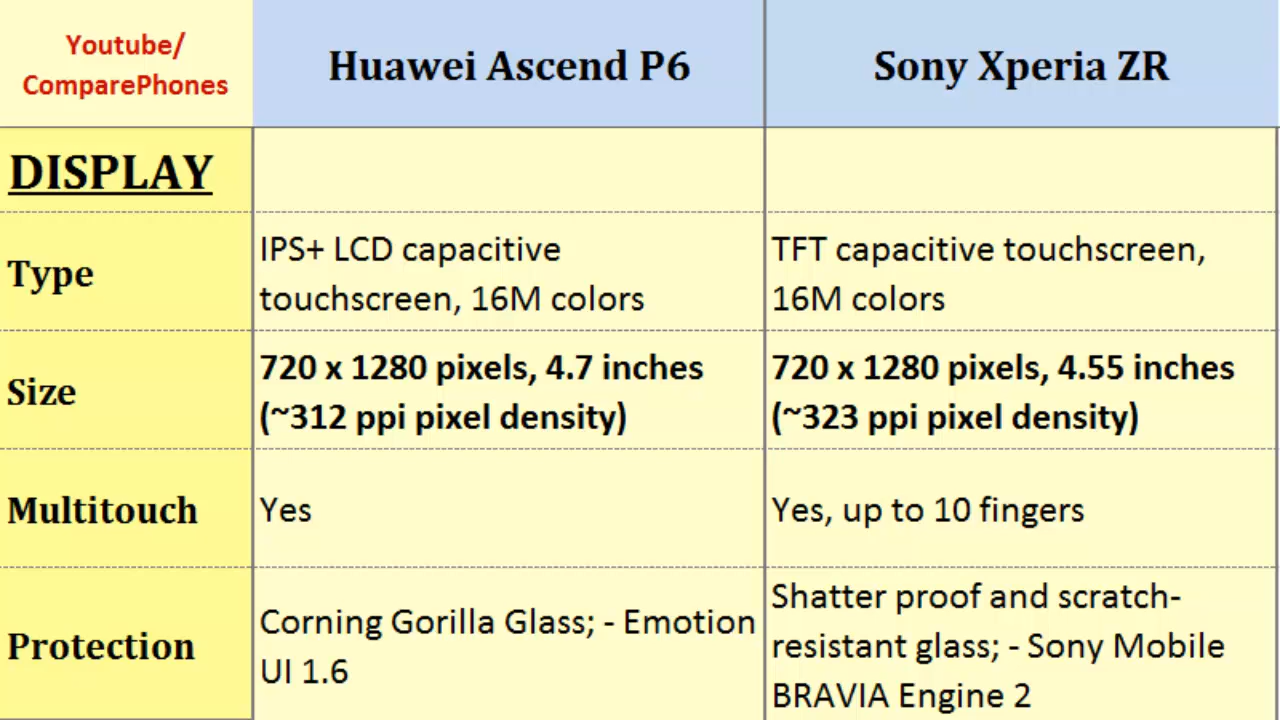 Youtube/
ComparePhones
Huawei Ascend P6
Sony Xperia ZR
DISPLAY
Type
IPS+ LCD capacitive
touchscreen, 16M colors
TFT capacitive touchscreen,
16M colors
Size
720 x 1280 pixels, 4.7 inches
(~312 ppi pixel density)
720 x 1280 pixels, 4.55 inches
(~323 ppi pixel density)
Multitouch
Yes
Yes, up to 10 fingers
Protection
Corning Gorilla Glass; - Emotion
UI 1.6
Shatter proof and scratch-
resistant glass; - Sony Mobile
BRAVIA Engine 2